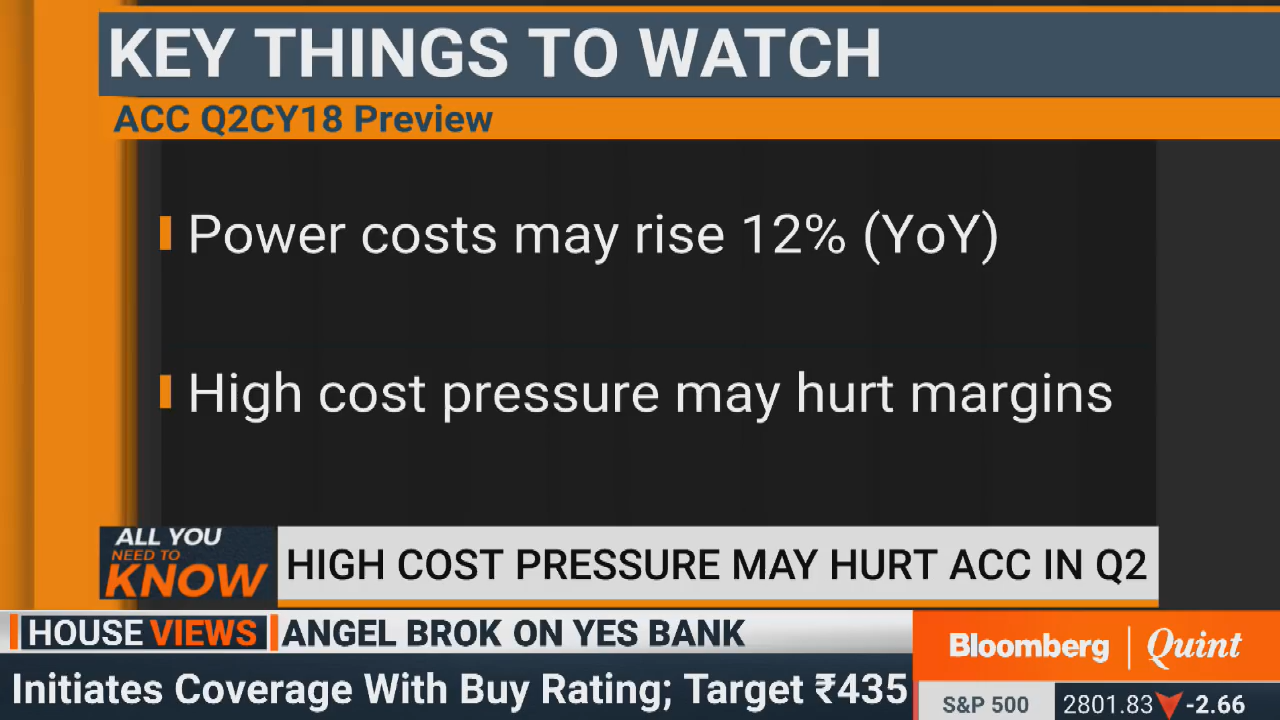 KEY THINGS TO WATCH
ACC Q2CY18 Preview
Power costs may rise 12% (YoY)
High cost pressure may hurt margins
ALL YOU
NEED TO
KNOW
HIGH COST PRESSURE MAY HURT ACC IN Q2
HOUSE VIEWS
ANGEL BROK ON YES BANK
Initiates Coverage With Buy Rating; Target ₹435
Bloomberg | Quint
S&P 500 2801.83 -2.66